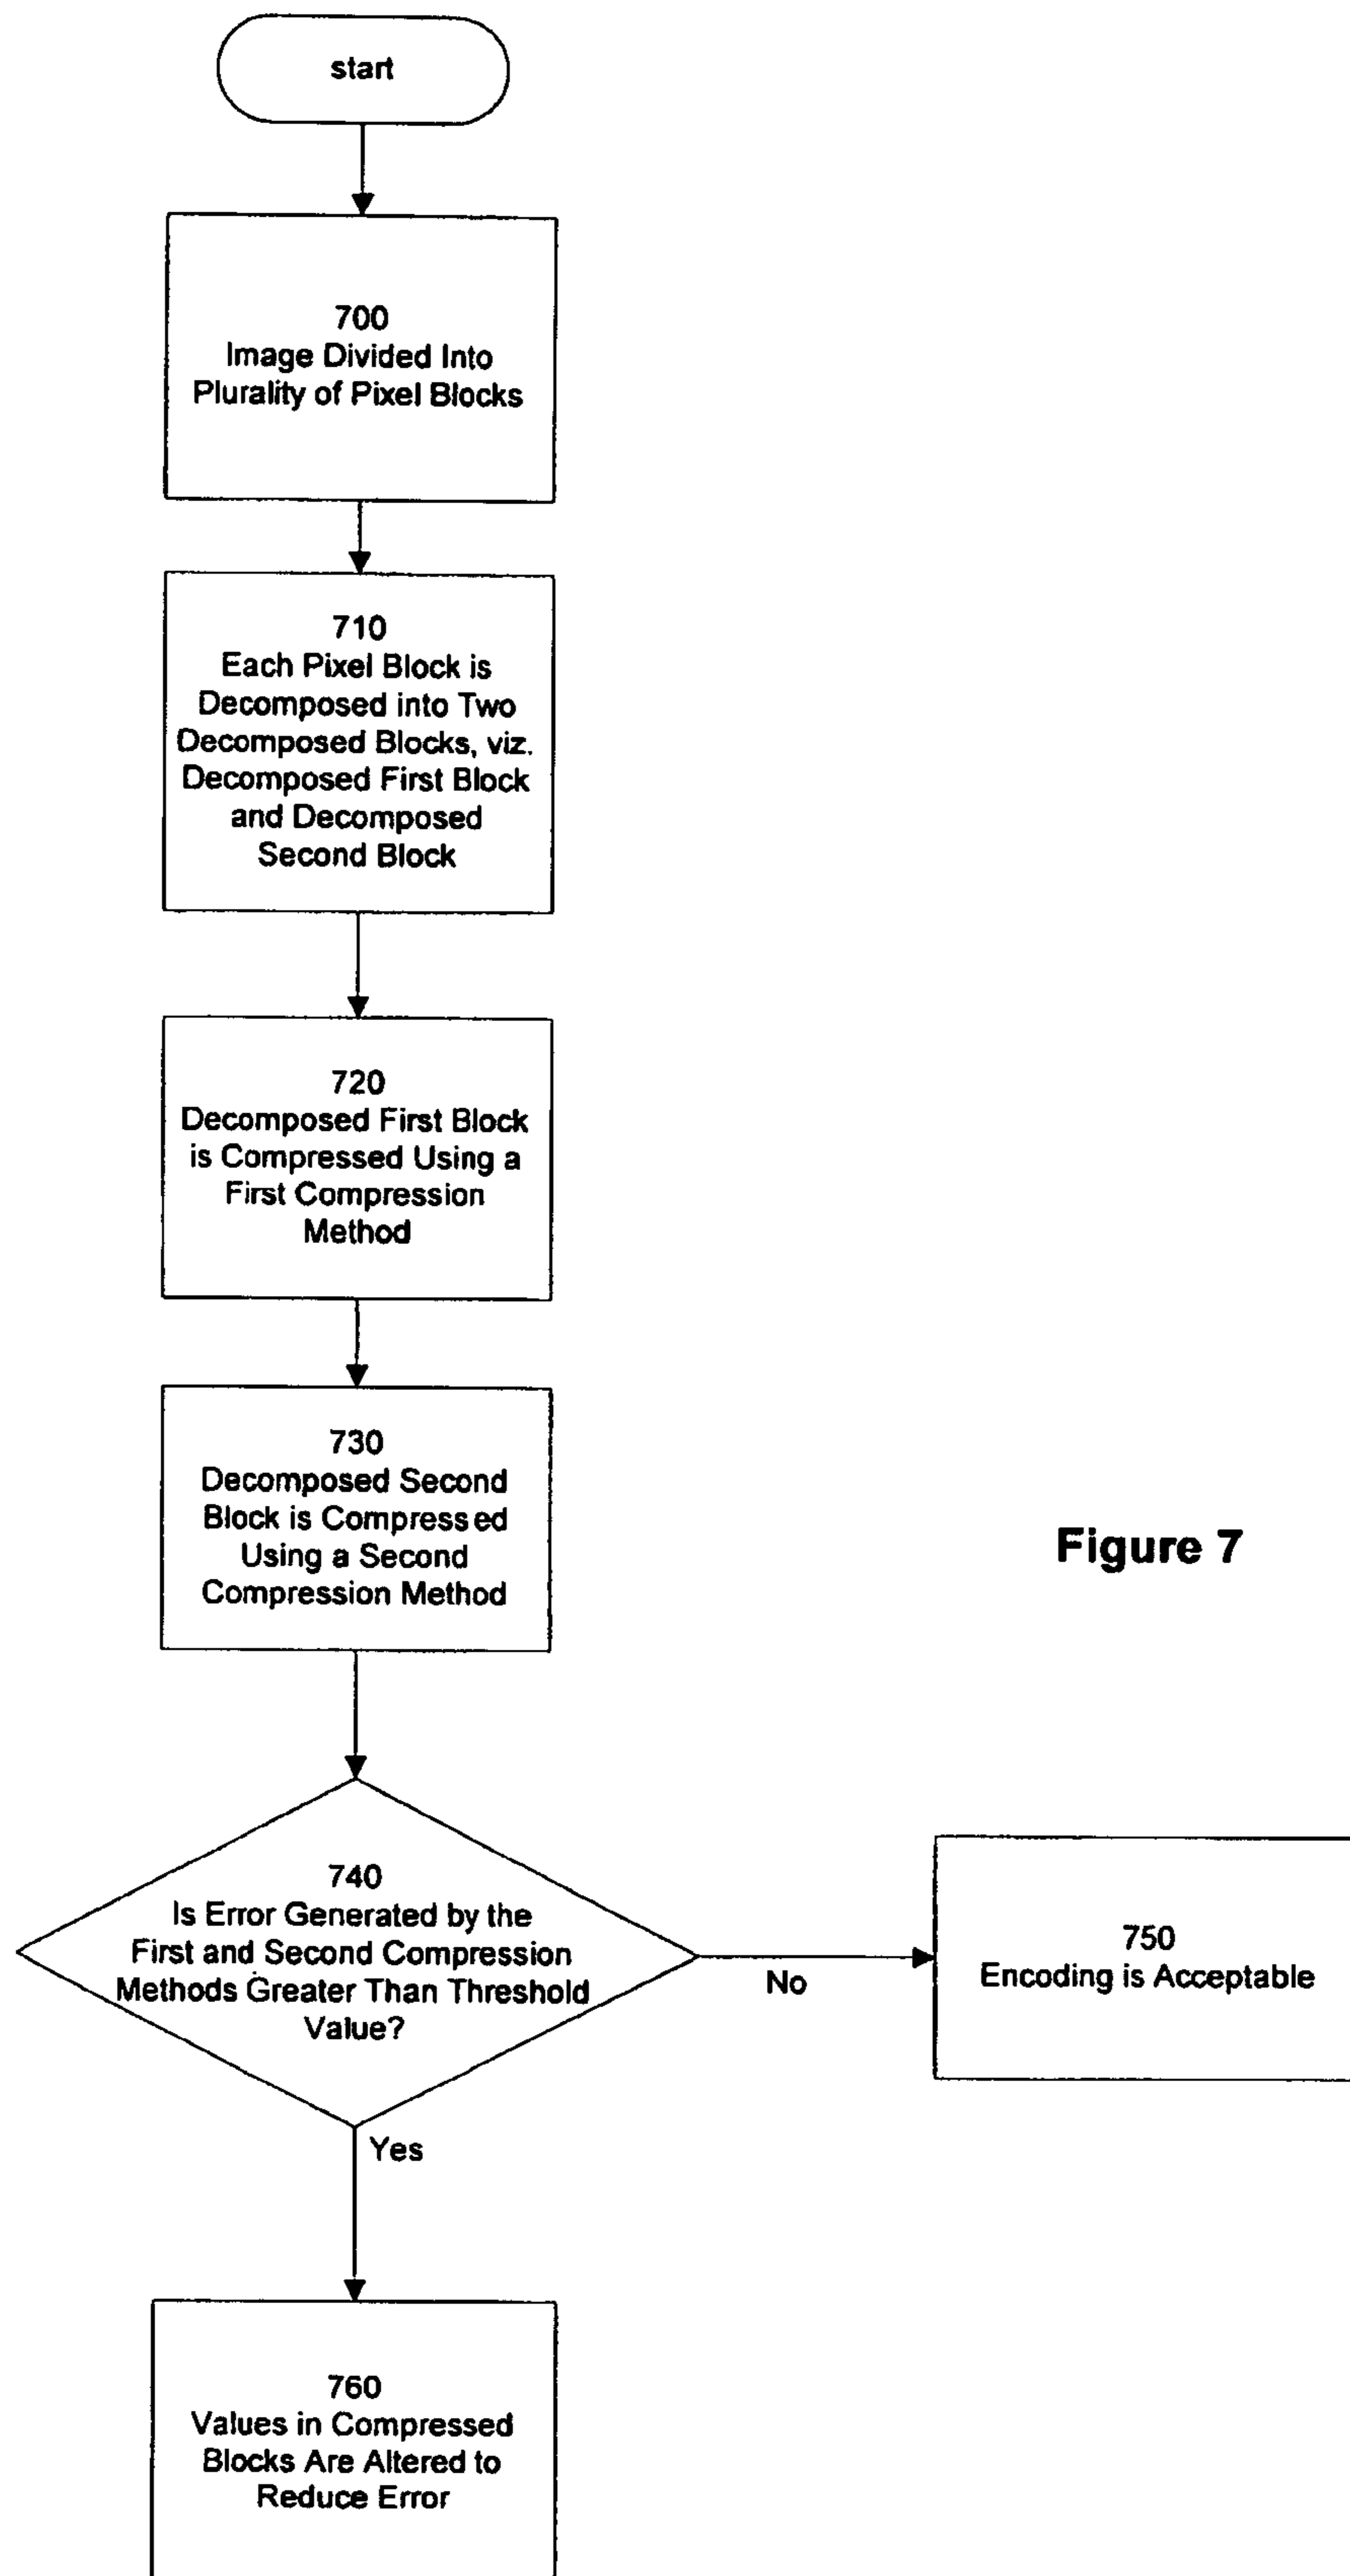 start
700
Image Divided Into
Plurality of Pixel Blocks
710
Each Pixel Block is
Decomposed into Two
Decomposed Blocks, viz.
Decomposed First Block
and Decomposed
Second Block
720
Decomposed First Block
is Compressed Using a
First Compression
Method
730
Decomposed Second
Block is Compressed
Using a Second
Compression Method
Figure 7
740
Is Error Generated by the
First and Second Compression
Methods Greater Than Threshold
Value?
No
750
Encoding is Acceptable
Yes
760
Values in Compressed
Blocks Are Altered to
Reduce Error